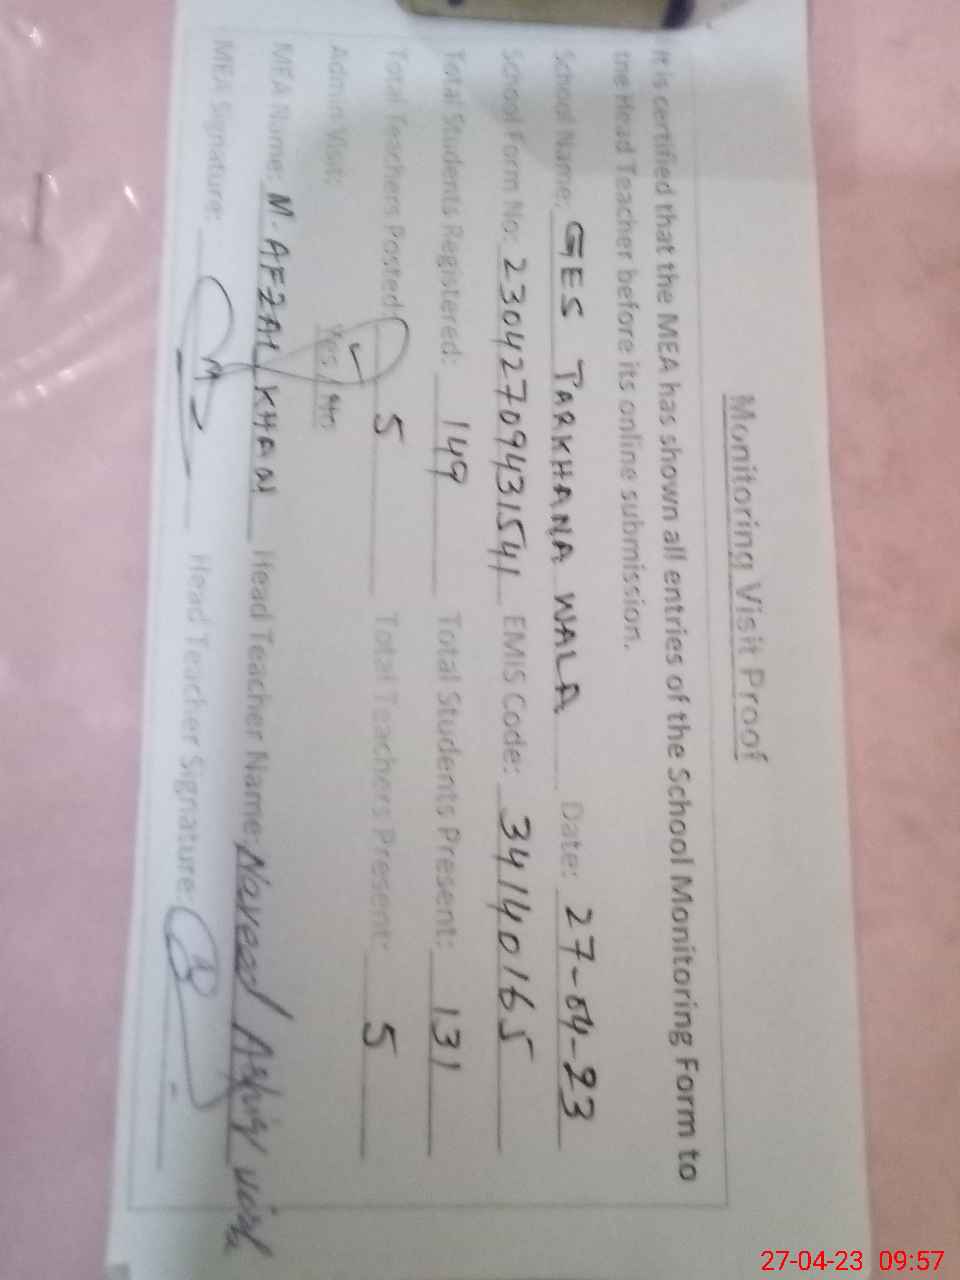 Monitoring Visit Proof
It is certified that the MEA has shown all entries of the School Monitoring Form to
the Head Teacher before its online submission.
School Name: GES TARKHANA WALA Date: 27-04-23
School Form No: 23042709431541 EMIS Code: 34140165
Total Students Registered: 149 Total Students Present: 131
Total Teachers Posted: 5 Total Teachers Present: 5
Admin Visit: Yes / No
MEA Name: M. AFZAL KHAN Head Teacher Name: Naveed
MEA Signature: Head Teacher Signature:
27-04-23 09:57